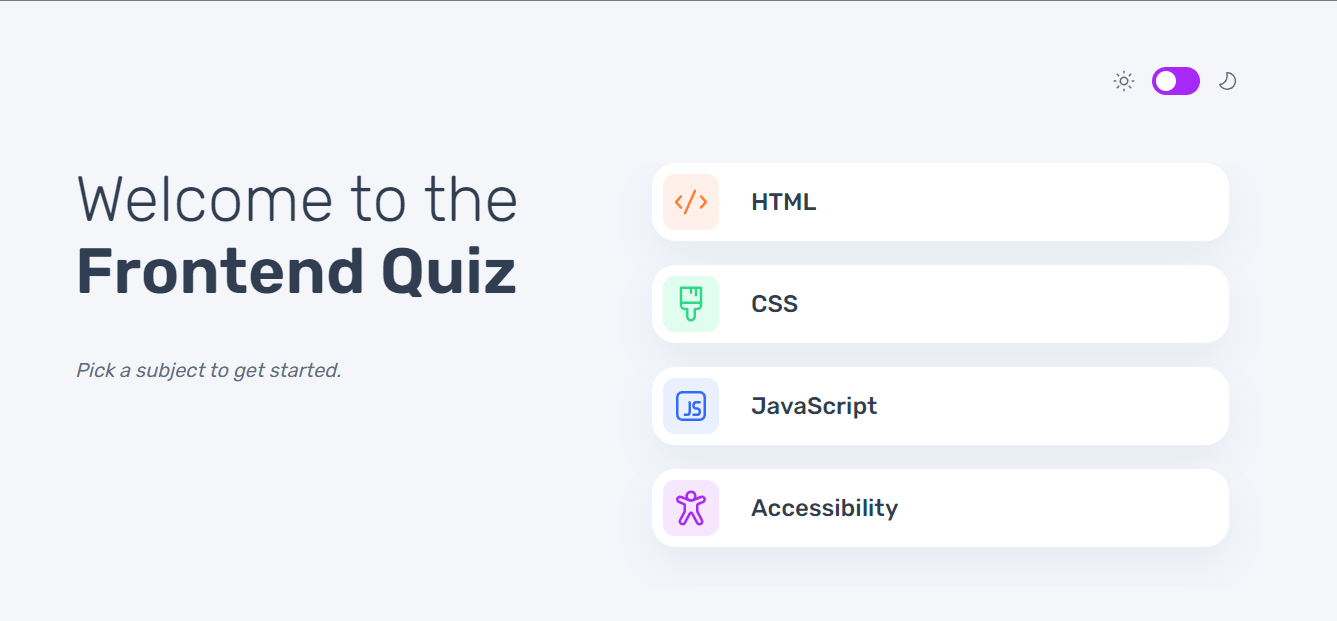 Welcome to the
Frontend Quiz
Pick a subject to get started.
HTML
CSS
JS
JavaScript
Accessibility